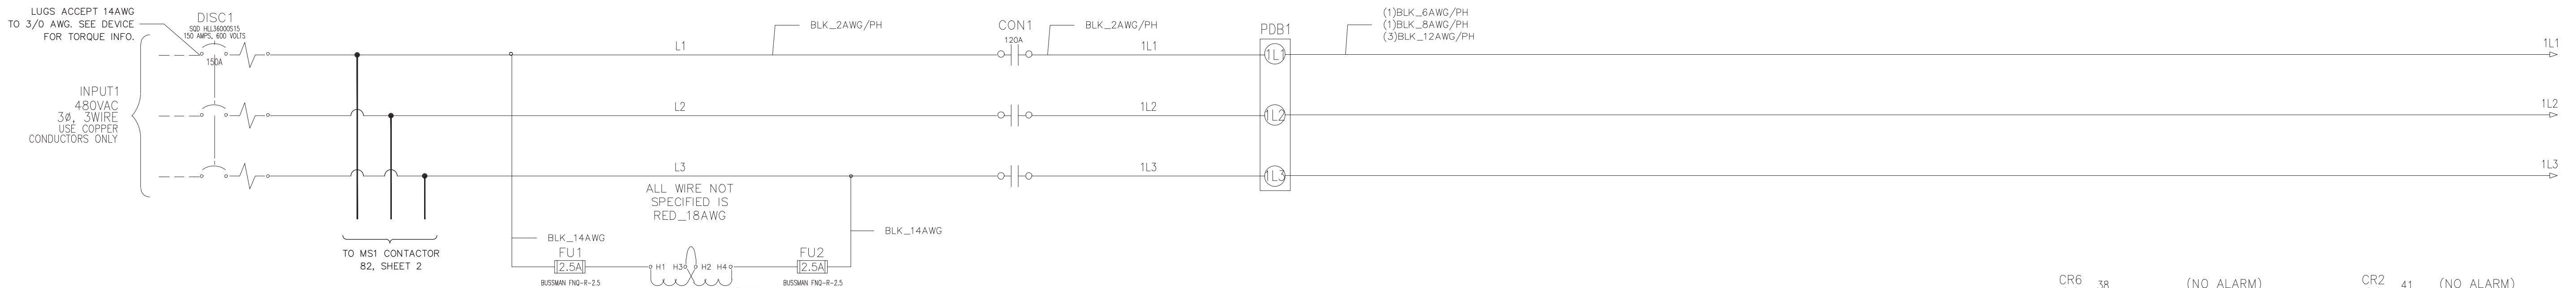 LUGS ACCEPT 14AWG
TO 3/0 AWG. SEE DEVICE
FOR TORQUE INFO.
DISC1
SQD HLL36000S15
150 AMPS, 600 VOLTS
150A
INPUT1
480VAC
3Ø, 3WIRE
USE COPPER
CONDUCTORS ONLY
L1
L2
L3
BLK_2AWG/PH
CON1
120A
BLK_2AWG/PH
1L1
1L2
1L3
PDB1
1L1
1L2
1L3
(1)BLK_6AWG/PH
(1)BLK_8AWG/PH
(3)BLK_12AWG/PH
1L1
1L2
1L3
ALL WIRE NOT
SPECIFIED IS
RED_18AWG
TO MS1 CONTACTOR
82, SHEET 2
BLK_14AWG
FU1
2.5A
BUSSMAN FNQ-R-2.5
H1 H3 H2 H4
FU2
2.5A
BUSSMAN FNQ-R-2.5
BLK_14AWG
CR6 38 (NO ALARM)
CR2 41 (NO ALARM)